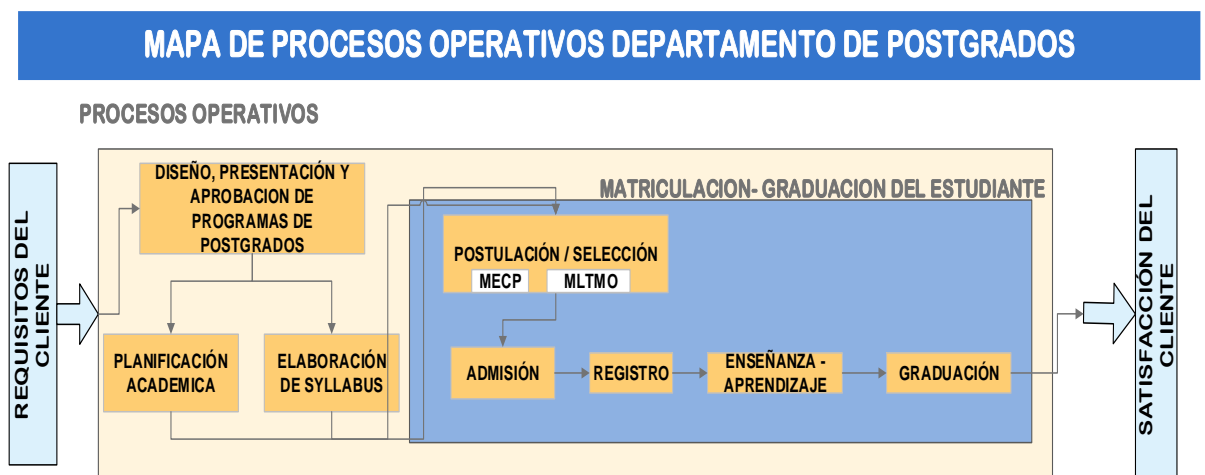 MAPA DE PROCESOS OPERATIVOS DEPARTAMENTO DE POSTGRADOS
PROCESOS OPERATIVOS
REQUISITOS DEL
CLIENTE
DISEÑO, PRESENTACIÓN Y
APROBACION DE
PROGRAMAS DE
POSTGRADOS
PLANIFICACIÓN
ACADEMICA
ELABORACIÓN
DE SYLLABUS
MATRICULACION- GRADUACION DEL ESTUDIANTE
POSTULACIÓN / SELECCIÓN
MECP
MLTMO
ADMISIÓN
REGISTRO
ENSEÑANZA -
APRENDIZAJE
GRADUACIÓN
SATISFACCIÓN DEL
CLIENTE